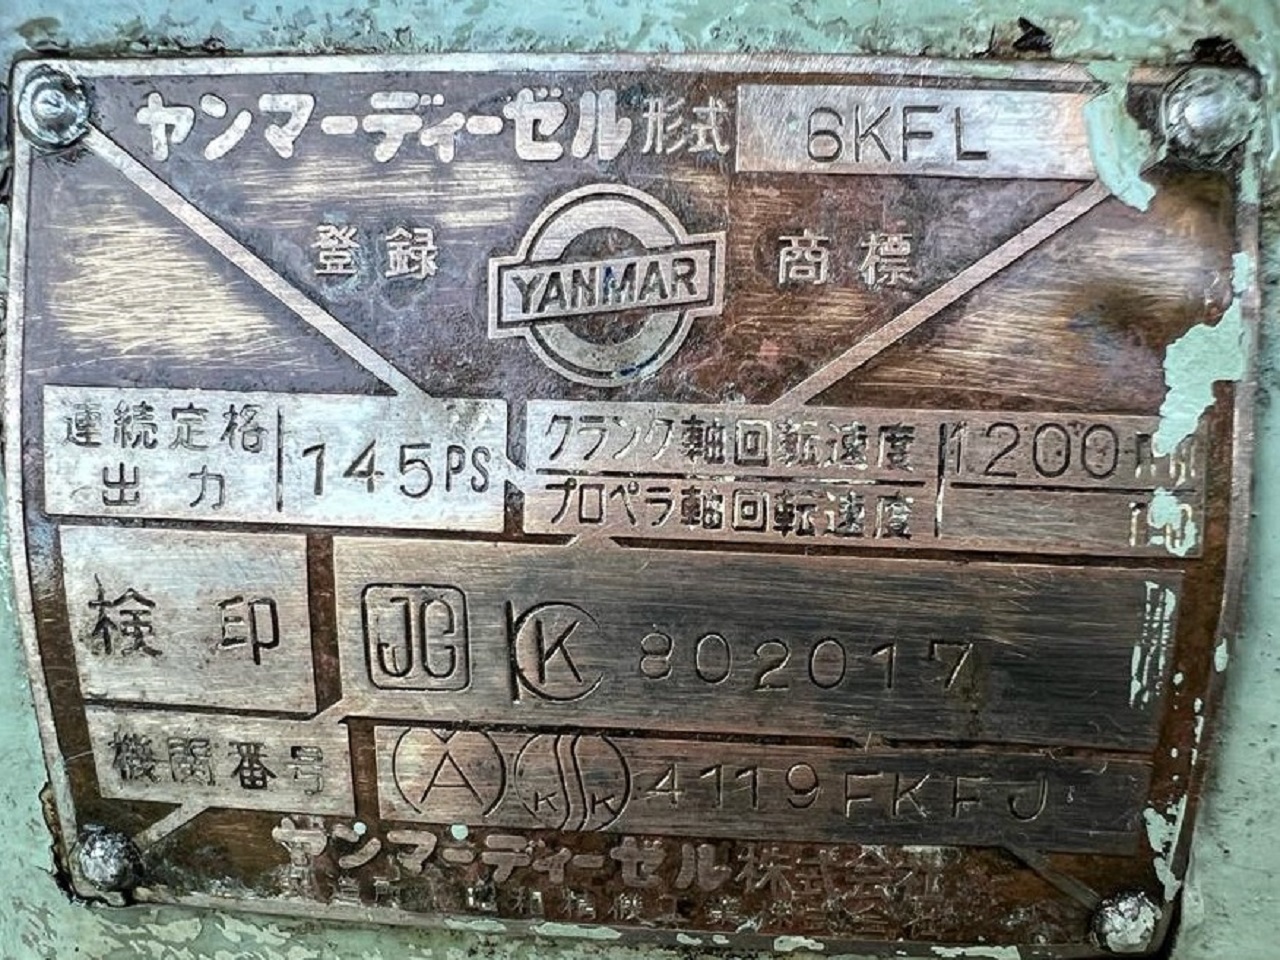 ヤンマーディーゼル形式 6KFL
登録 YANMAR 商標
連続定格出力 145PS
クランク軸回転速度 1200
プロペラ軸回転速度
検印 JG K 802017
機関番号 A KSSK 4119FKFJ
ヤンマーディーゼル株式会社